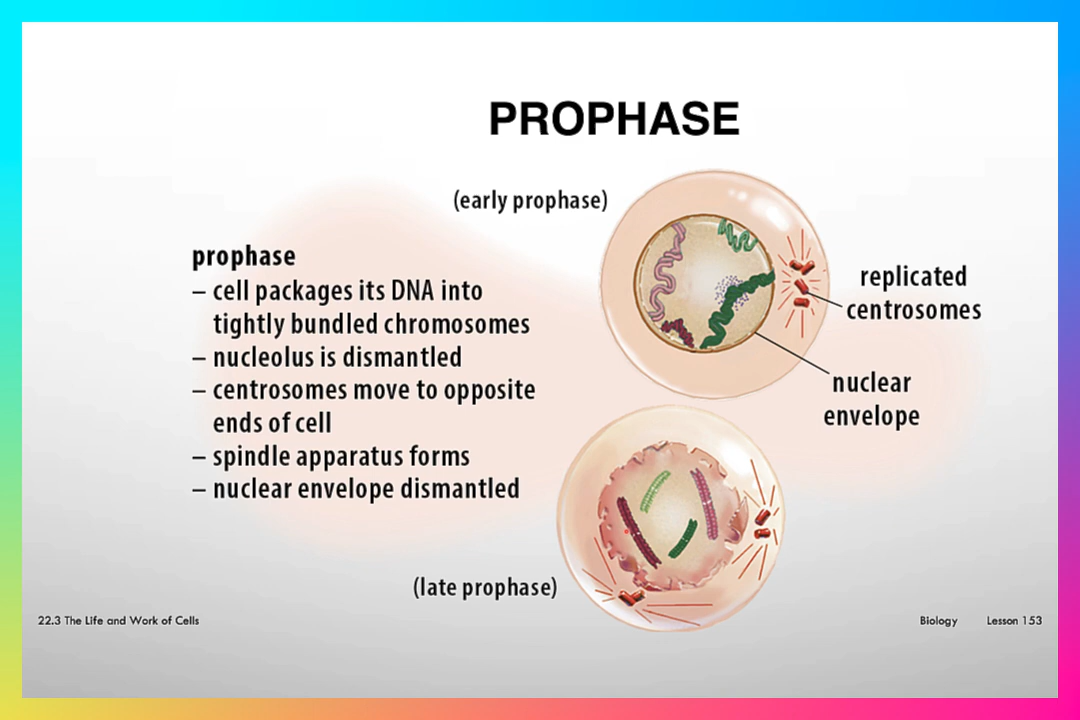 PROPHASE
(early prophase)
prophase
– cell packages its DNA into
tightly bundled chromosomes
– nucleolus is dismantled
– centrosomes move to opposite
ends of cell
– spindle apparatus forms
– nuclear envelope dismantled
replicated
centrosomes
nuclear
envelope
(late prophase)
22.3 The Life and Work of Cells
Biology Lesson 153